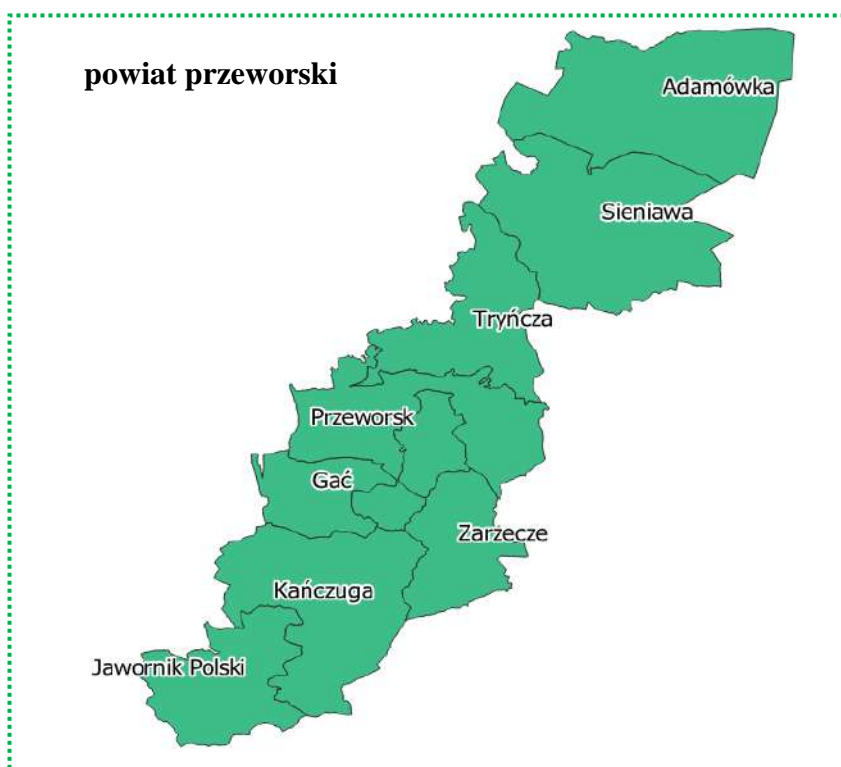 powiat przeworski
Adamówka
Sieniawa
Tryńcza
Przeworsk
Gać
Zarzecze
Kańczuga
Jawornik Polski